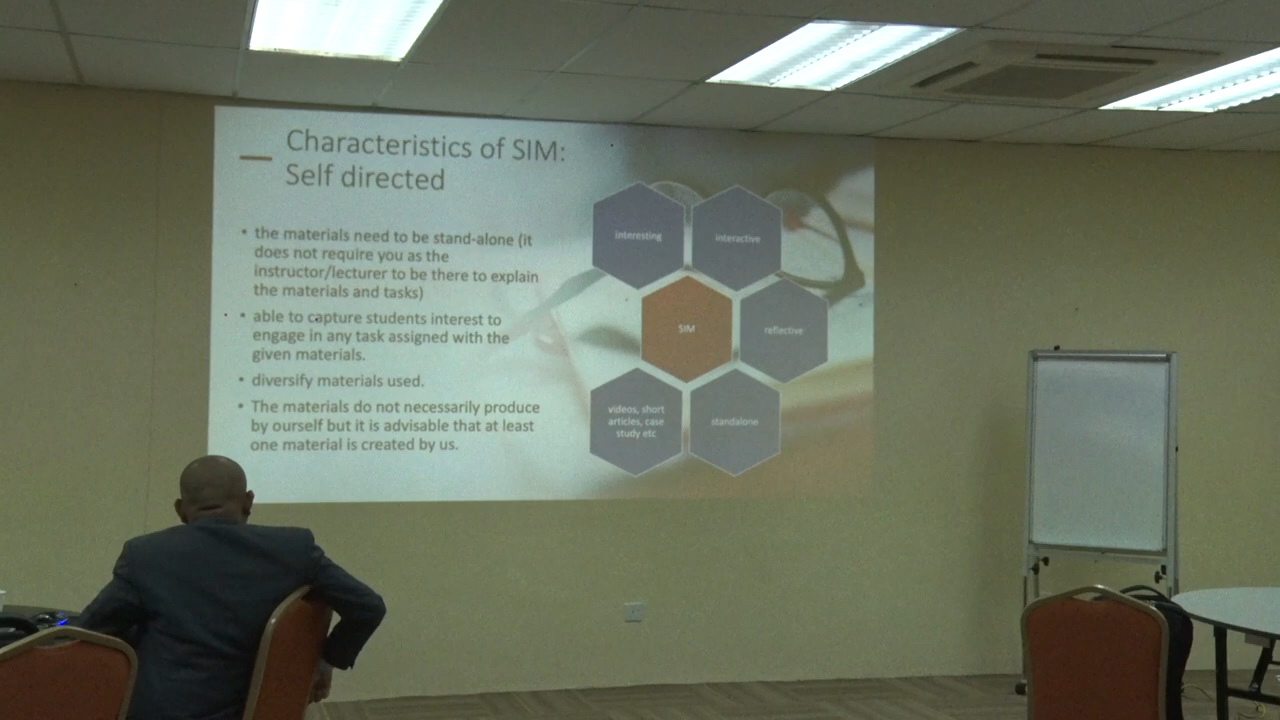 Characteristics of SIM:
Self directed
• the materials need to be stand-alone (it
does not require you as the
instructor/lecturer to be there to explain
the materials and tasks)
• able to capture students interest to
engage in any task assigned with the
given materials.
• diversify materials used.
• The materials do not necessarily produce
by ourself but it is advisable that at least
one material is created by us.
interesting
interactive
SIM
reflective
videos, short
articles, case
study etc
standalone